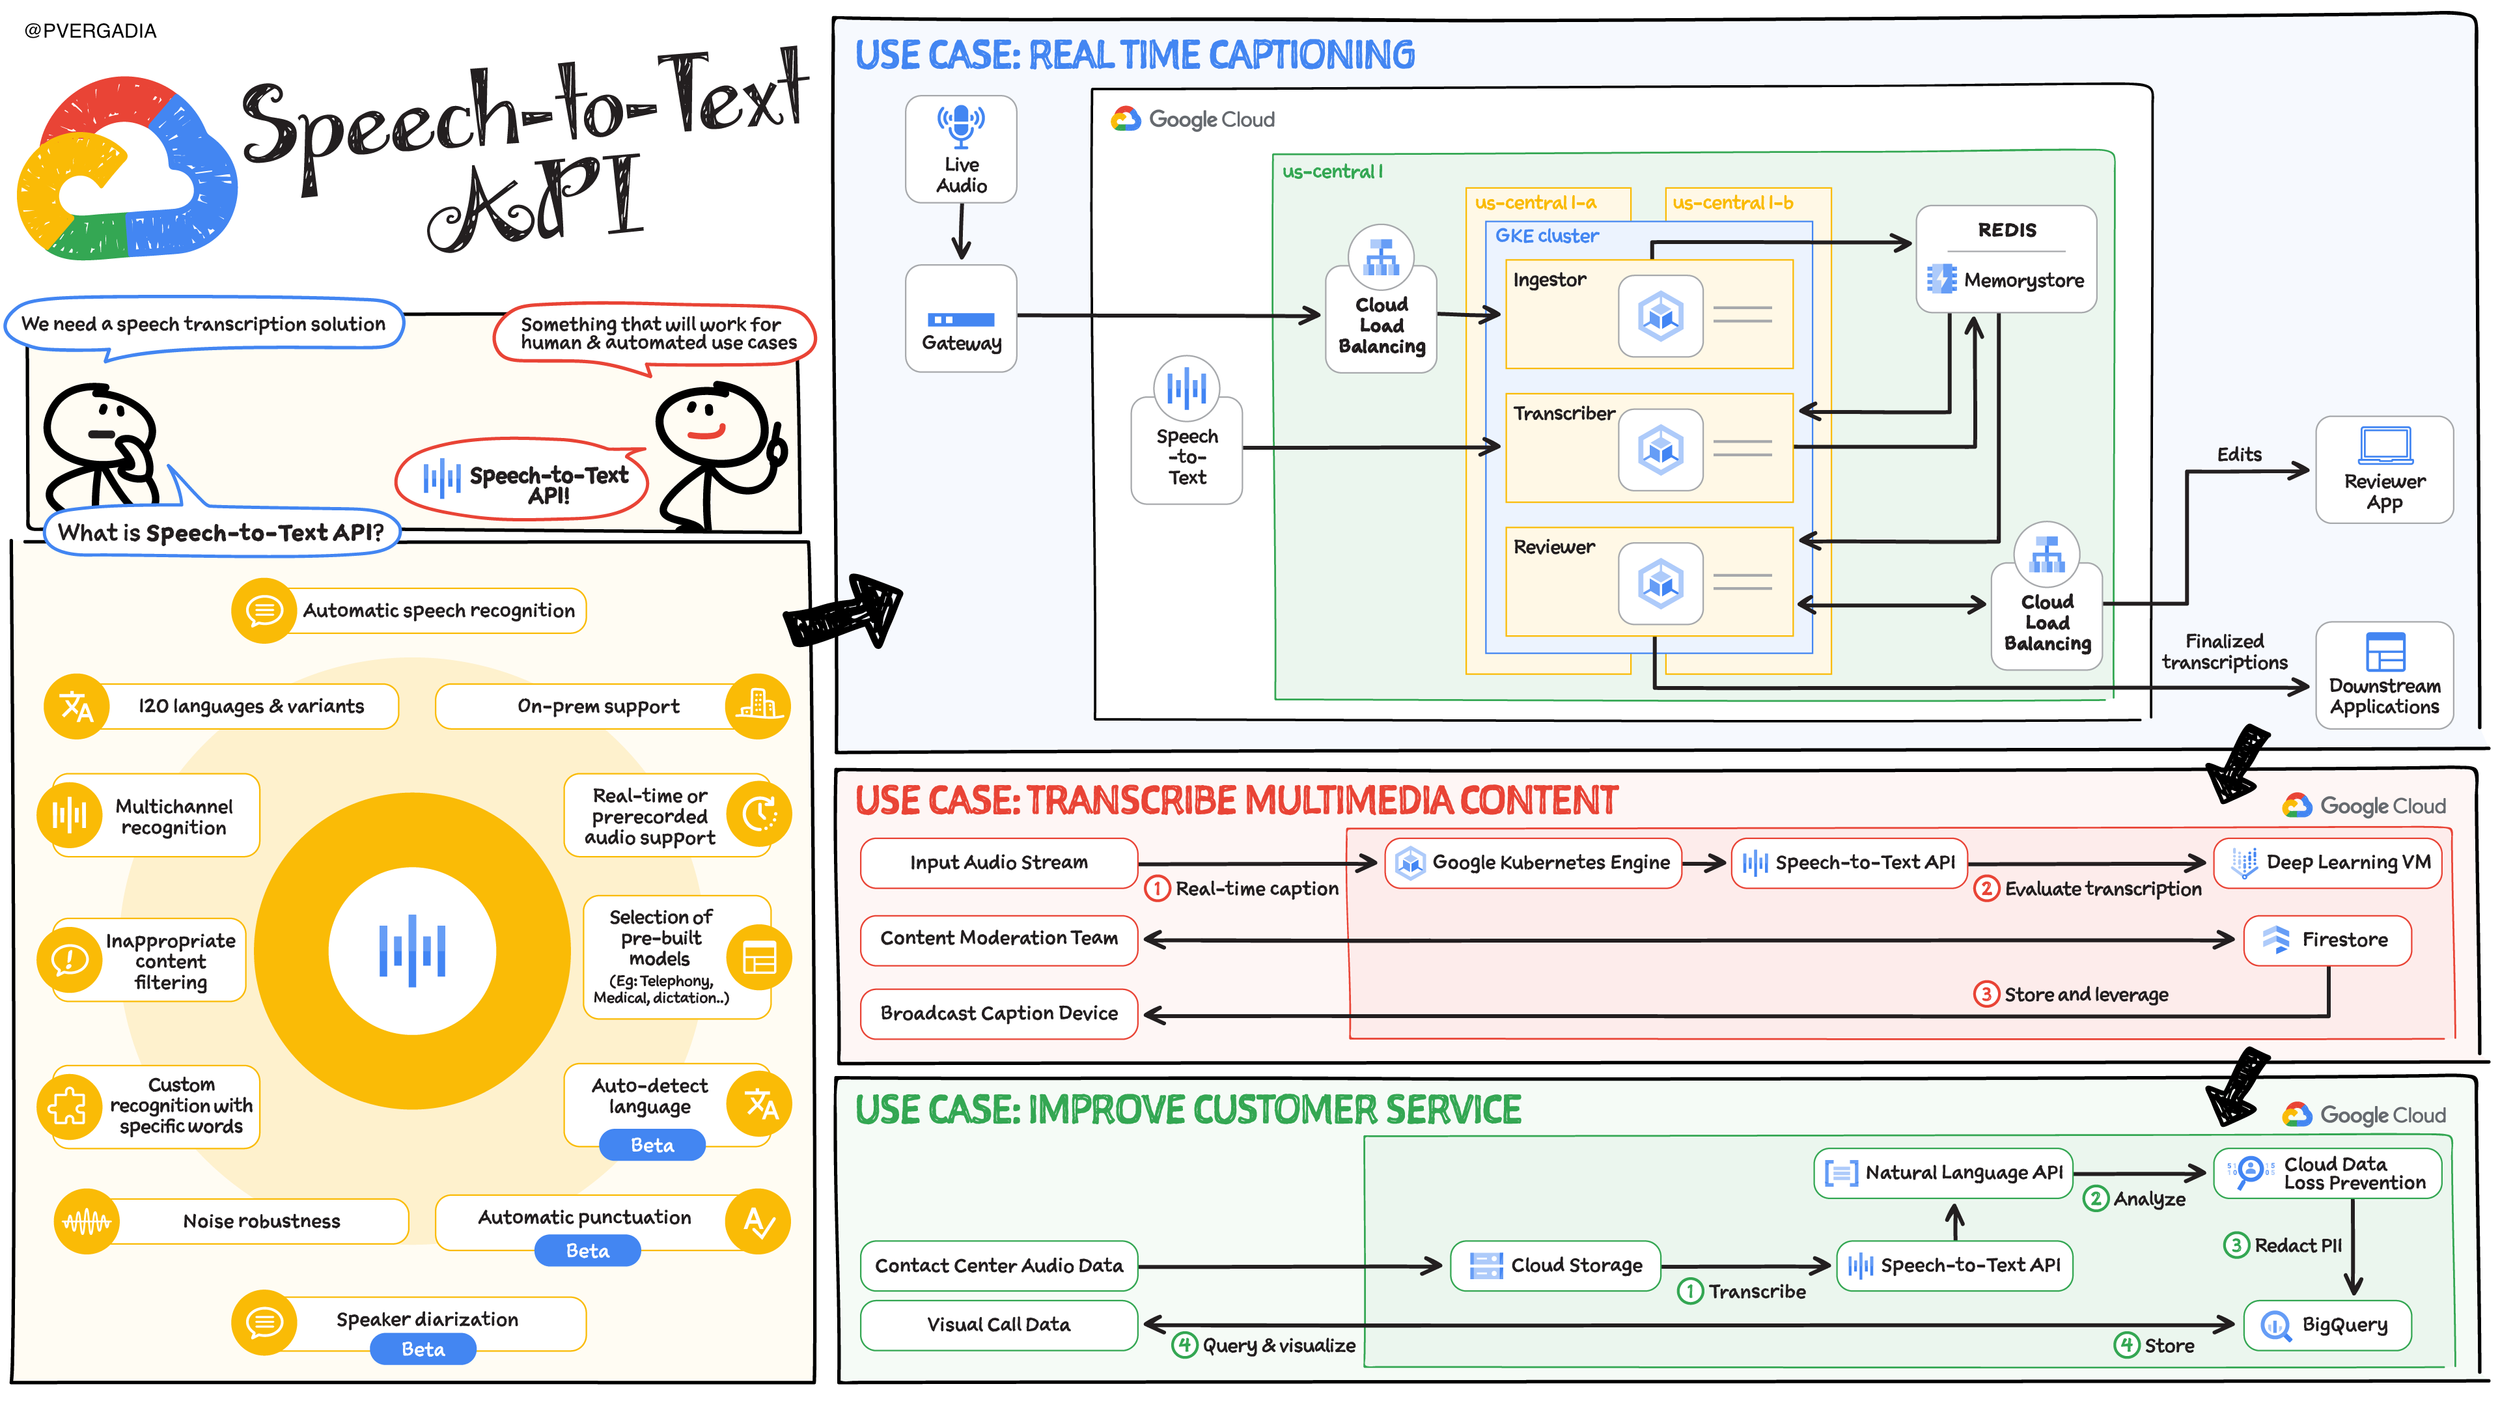 @PVERGADIA
Speech-to-Text
API
We need a speech transcription solution
Something that will work for
human & automated use cases
Speech-to-Text
API!
What is Speech-to-Text API?
Automatic speech recognition
120 languages & variants
On-prem support
Multichannel
recognition
Real-time or
prerecorded
audio support
Inappropriate
content
filtering
Selection of
pre-built
models
(Eg: Telephony,
Medical, dictation..)
Custom
recognition with
specific words
Auto-detect
language
Beta
Noise robustness
Automatic punctuation
Beta
Speaker diarization
Beta
USE CASE: REAL TIME CAPTIONING
Live
Audio
Gateway
Google Cloud
us-central 1
us-central 1-a
us-central 1-b
GKE cluster
Cloud
Load
Balancing
Ingestor
REDIS
Memorystore
Speech
-to-
Text
Transcriber
Reviewer
Cloud
Load
Balancing
Edits
Reviewer
App
Finalized
transcriptions
Downstream
Applications
USE CASE: TRANSCRIBE MULTIMEDIA CONTENT
Google Cloud
Input Audio Stream
1 Real-time caption
Google Kubernetes Engine
Speech-to-Text API
2 Evaluate transcription
Deep Learning VM
Content Moderation Team
Firestore
3 Store and leverage
Broadcast Caption Device
USE CASE: IMPROVE CUSTOMER SERVICE
Google Cloud
Natural Language API
2 Analyze
Cloud Data
Loss Prevention
3 Redact PII
Contact Center Audio Data
Cloud Storage
1 Transcribe
Speech-to-Text API
Visual Call Data
4 Query & visualize
4 Store
BigQuery